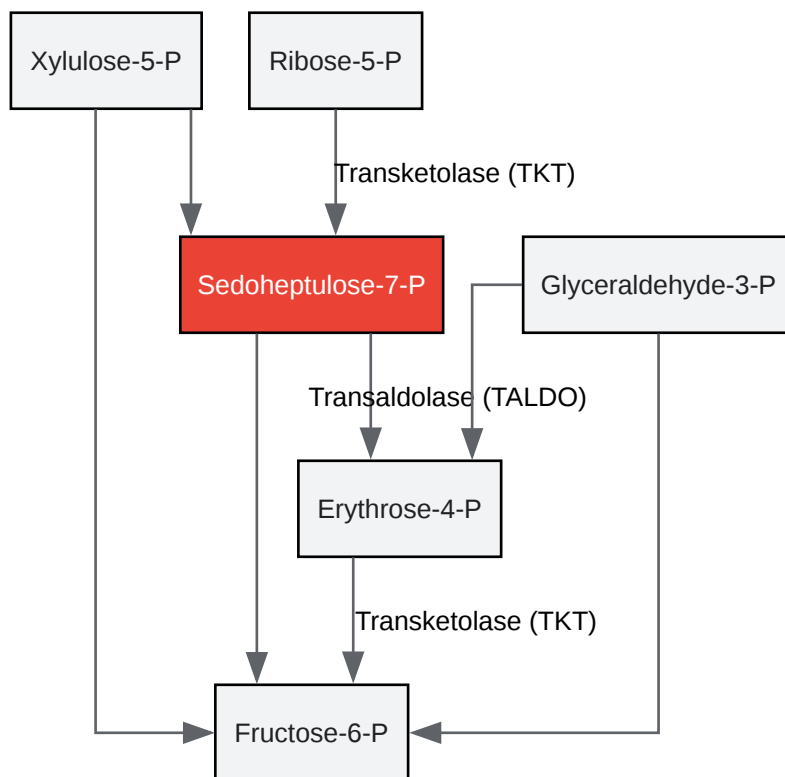 Xylulose-5-P
Ribose-5-P
Transketolase (TKT)
Sedoheptulose-7-P
Glyceraldehyde-3-P
Transaldolase (TALDO)
Erythrose-4-P
Transketolase (TKT)
Fructose-6-P